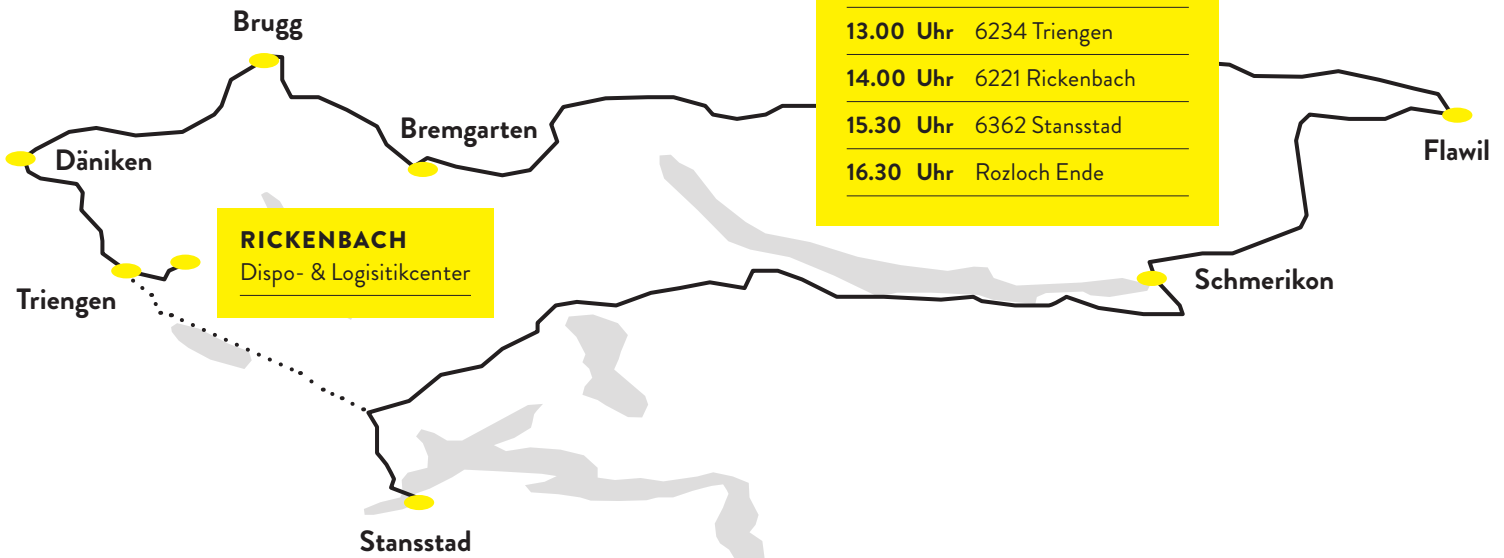 Brugg
13.00 Uhr 6234 Triengen
14.00 Uhr 6221 Rickenbach
15.30 Uhr 6362 Stansstad
16.30 Uhr Rozloch Ende
Bremgarten
Däniken
Flawil
RICKENBACH
Dispo- & Logisitikcenter
Triengen
Schmerikon
Stansstad